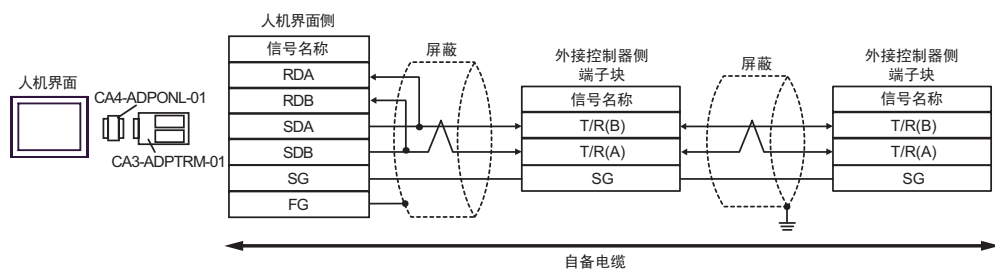 人机界面
CA4-ADPONL-01
CA3-ADPTRM-01
人机界面侧
信号名称
RDA
RDB
SDA
SDB
SG
FG
屏蔽
外接控制器侧
端子块
信号名称
T/R(B)
T/R(A)
SG
屏蔽
外接控制器侧
端子块
信号名称
T/R(B)
T/R(A)
SG
自备电缆